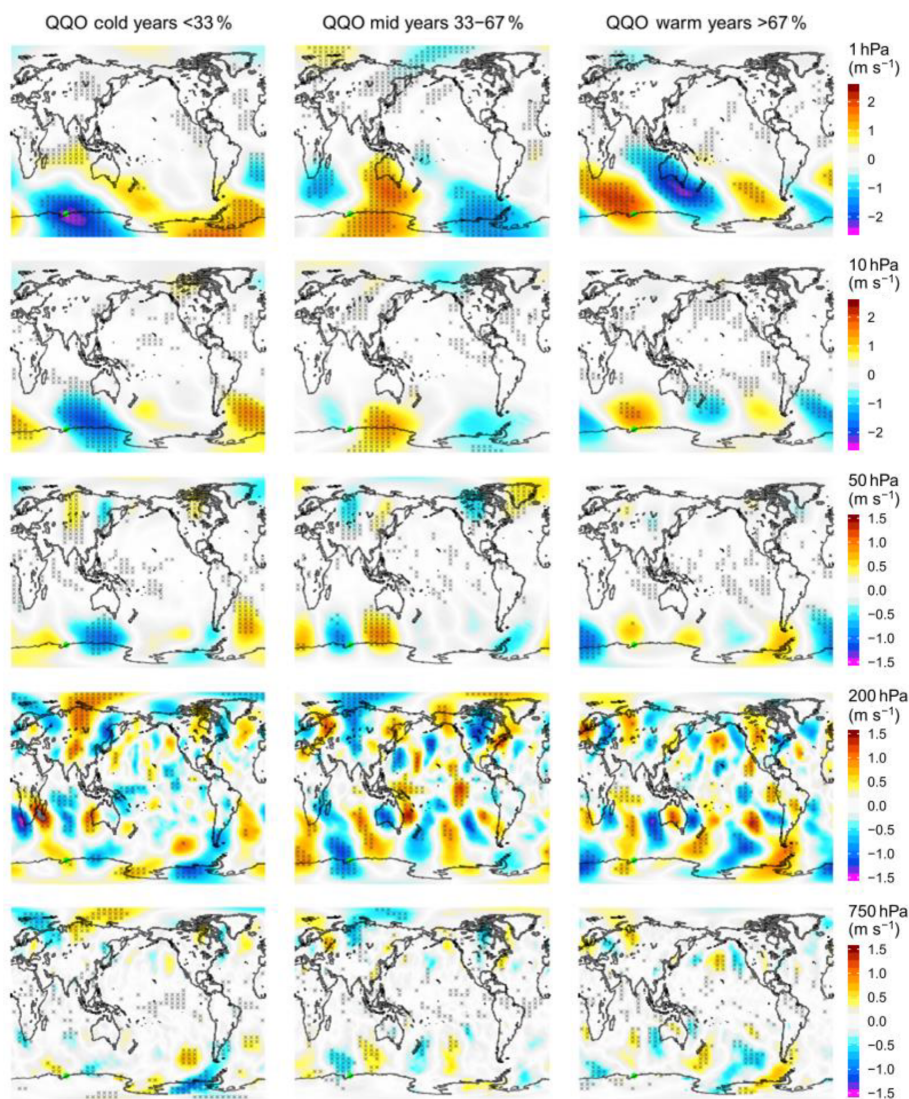 QQO cold years <33 %
QQO mid years 33−67 %
QQO warm years >67 %
1 hPa
(m s⁻¹)
2
1
0
−1
−2
10 hPa
(m s⁻¹)
2
1
0
−1
−2
50 hPa
(m s⁻¹)
1.5
1.0
0.5
0.0
−0.5
−1.0
−1.5
200 hPa
(m s⁻¹)
1.5
1.0
0.5
0.0
−0.5
−1.0
−1.5
750 hPa
(m s⁻¹)
1.5
1.0
0.5
0.0
−0.5
−1.0
−1.5